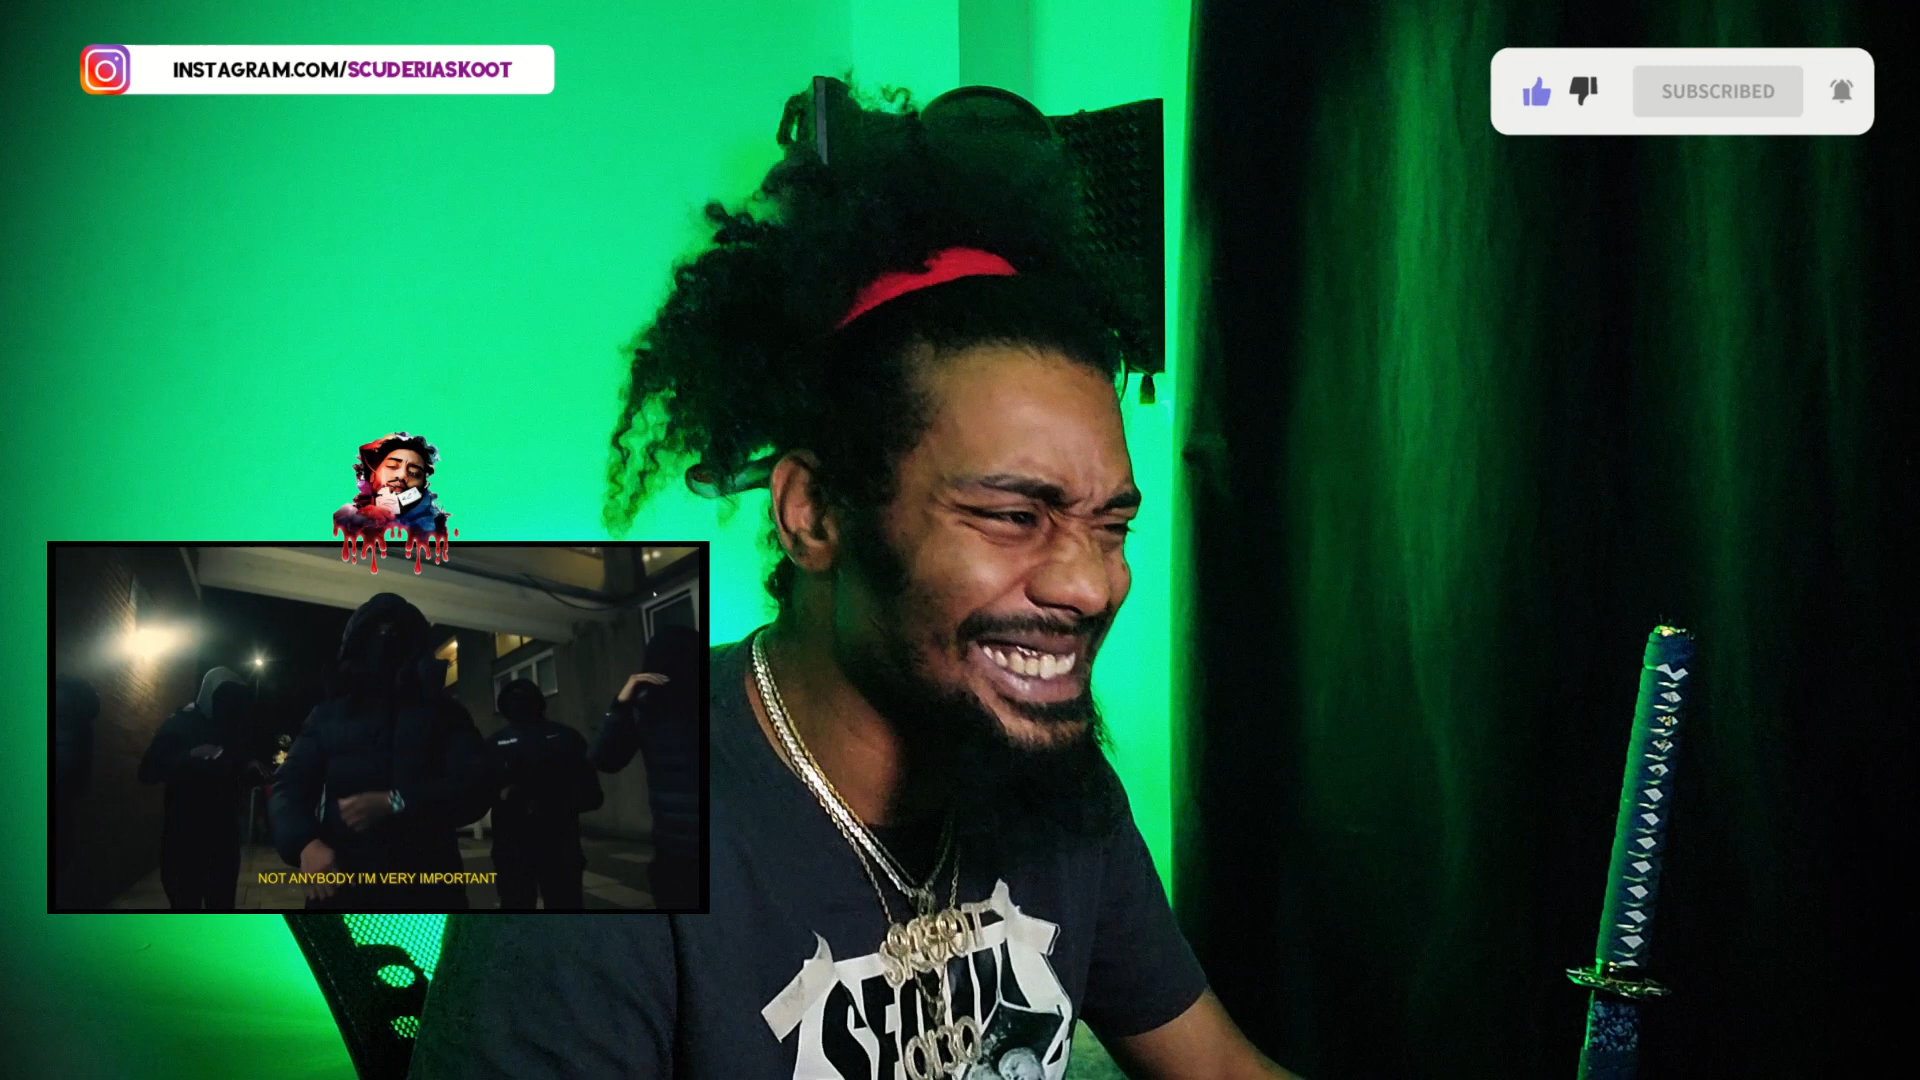 INSTAGRAM.COM/SCUDERIASKOOT
SUBSCRIBED
NOT ANYBODY I'M VERY IMPORTANT